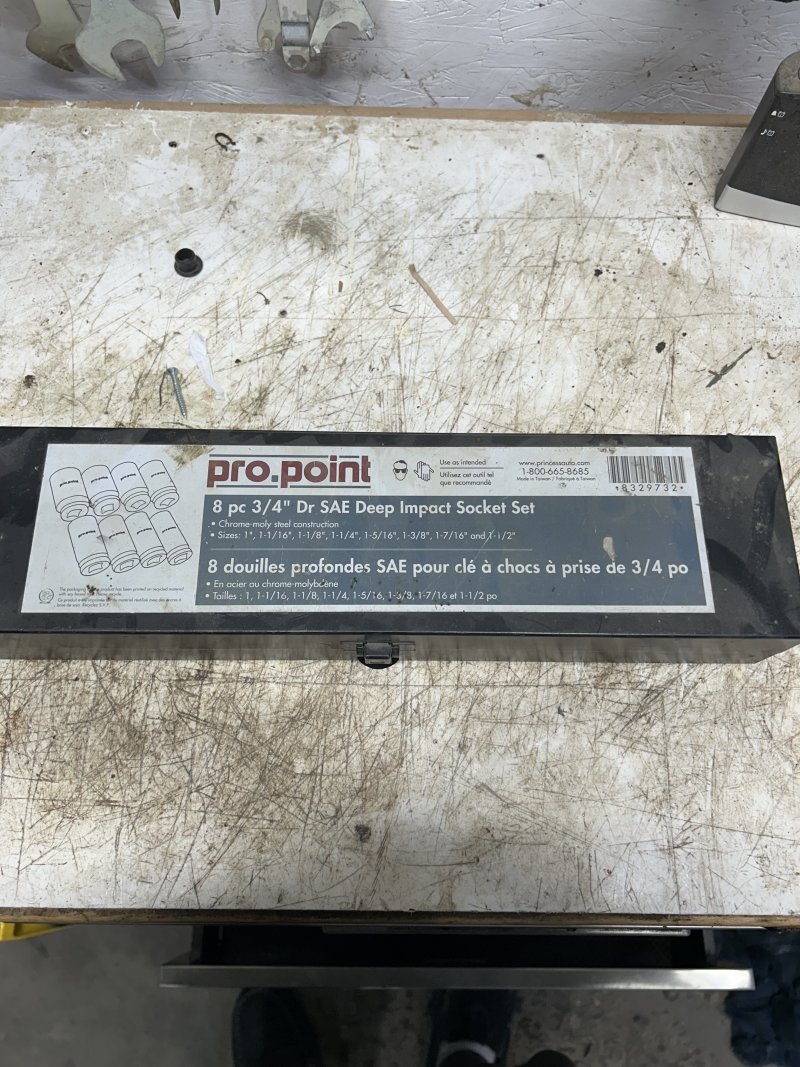 pro.point
Use as intended
Utilisez cet outil tel
que recommandé
www.princessauto.com
1-800-665-8685
Made in Taiwan / Fabriqué à Taiwan
8329732
8 pc 3/4" Dr SAE Deep Impact Socket Set
• Chrome-moly steel construction
• Sizes: 1", 1-1/16", 1-1/8", 1-1/4", 1-5/16", 1-3/8", 1-7/16" and 1-1/2"
8 douilles profondes SAE pour clé à chocs à prise de 3/4 po
• En acier au chrome-molybdène
• Tailles : 1, 1-1/16, 1-1/8, 1-1/4, 1-5/16, 1-3/8, 1-7/16 et 1-1/2 po